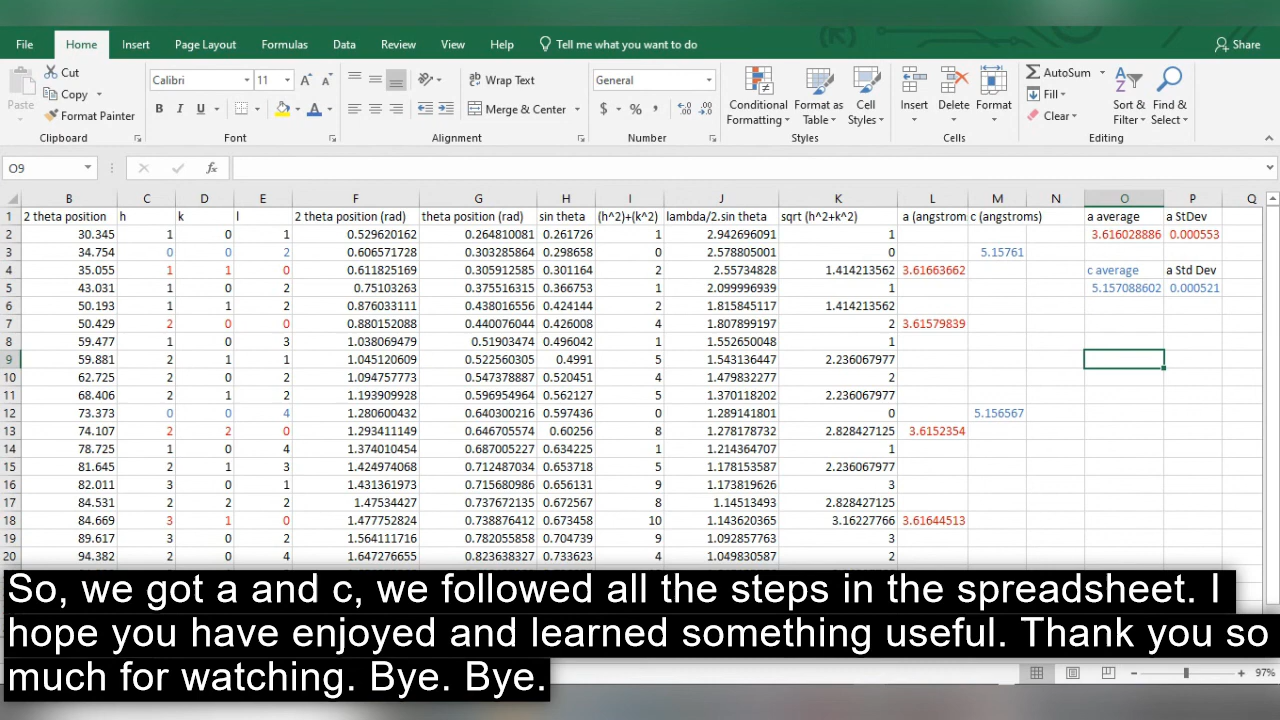 File Home Insert Page Layout Formulas Data Review View Help Tell me what you want to do Share
Paste Cut Copy Format Painter Clipboard
Calibri 11 A A B I U A Font
Wrap Text Merge & Center Alignment
General $ % , Number
Conditional Formatting Format as Table Cell Styles Styles
Insert Delete Format Cells
AutoSum Fill Clear Sort & Filter Find & Select Editing
O9 fx
B C D E F G H I J K L M N O P Q
1 2 theta position h k l 2 theta position (rad) theta position (rad) sin theta (h^2)+(k^2) lambda/2.sin theta sqrt (h^2+k^2) a (angstrom c (angstroms) a average a StDev
2 30.345 1 0 1 0.529620162 0.264810081 0.261726 1 2.942696091 1 3.616028886 0.000553
3 34.754 0 0 2 0.606571728 0.303285864 0.298658 0 2.578805001 0 5.15761
4 35.055 1 1 0 0.611825169 0.305912585 0.301164 2 2.55734828 1.414213562 3.61663662 c average a Std Dev
5 43.031 1 0 2 0.75103263 0.375516315 0.366753 1 2.099996939 1 5.157088602 0.000521
6 50.193 1 1 2 0.876033111 0.438016556 0.424144 2 1.815845117 1.414213562
7 50.429 2 0 0 0.880152088 0.440076044 0.426008 4 1.807899197 2 3.61579839
8 59.477 1 0 3 1.038069479 0.51903474 0.496042 1 1.552650048 1
9 59.881 2 1 1 1.045120609 0.522560305 0.4991 5 1.543136447 2.236067977
10 62.725 2 0 2 1.094757773 0.547378887 0.520451 4 1.479832277 2
11 68.406 2 1 2 1.193909928 0.596954964 0.562127 5 1.370118202 2.236067977
12 73.373 0 0 4 1.280600432 0.640300216 0.597436 0 1.289141801 0 5.156567
13 74.107 2 2 0 1.293411149 0.646705574 0.60256 8 1.278178732 2.828427125 3.6152354
14 78.725 1 0 4 1.374010454 0.687005227 0.634225 1 1.214364707 1
15 81.645 2 1 3 1.424974068 0.712487034 0.653718 5 1.178153587 2.236067977
16 82.011 3 0 1 1.431361973 0.715680986 0.656131 9 1.173819626 3
17 84.531 2 2 2 1.47534427 0.737672135 0.672567 8 1.14513493 2.828427125
18 84.669 3 1 0 1.477752824 0.738876412 0.673458 10 1.143620365 3.16227766 3.61644513
19 89.617 3 0 2 1.564111716 0.782055858 0.704739 9 1.092857763 3
20 94.382 2 0 4 1.647276655 0.823638327 0.733623 4 1.049830587 2
So, we got a and c, we followed all the steps in the spreadsheet. I
hope you have enjoyed and learned something useful. Thank you so
much for watching. Bye. Bye.
97%